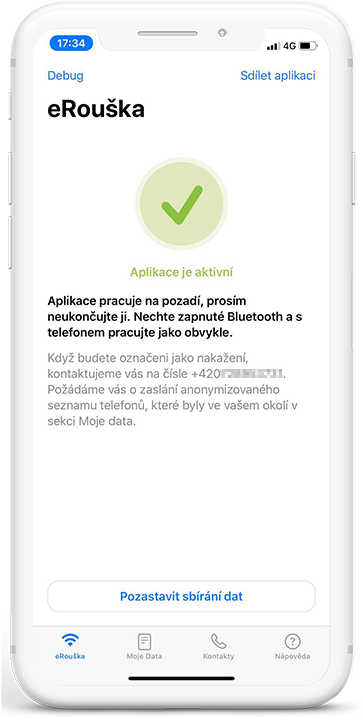 17:34
4G
Debug
Sdílet aplikaci
eRouška
Aplikace je aktivní
Aplikace pracuje na pozadí, prosím
neukončujte ji. Nechte zapnuté Bluetooth a s
telefonem pracujte jako obvykle.
Když budete označeni jako nakažení,
kontaktujeme vás na čísle +420
Požádáme vás o zaslání anonymizovaného
seznamu telefonů, které byly ve vašem okolí v
sekci Moje data.
Pozastavit sbírání dat
eRouška
Moje Data
Kontakty
Nápověda